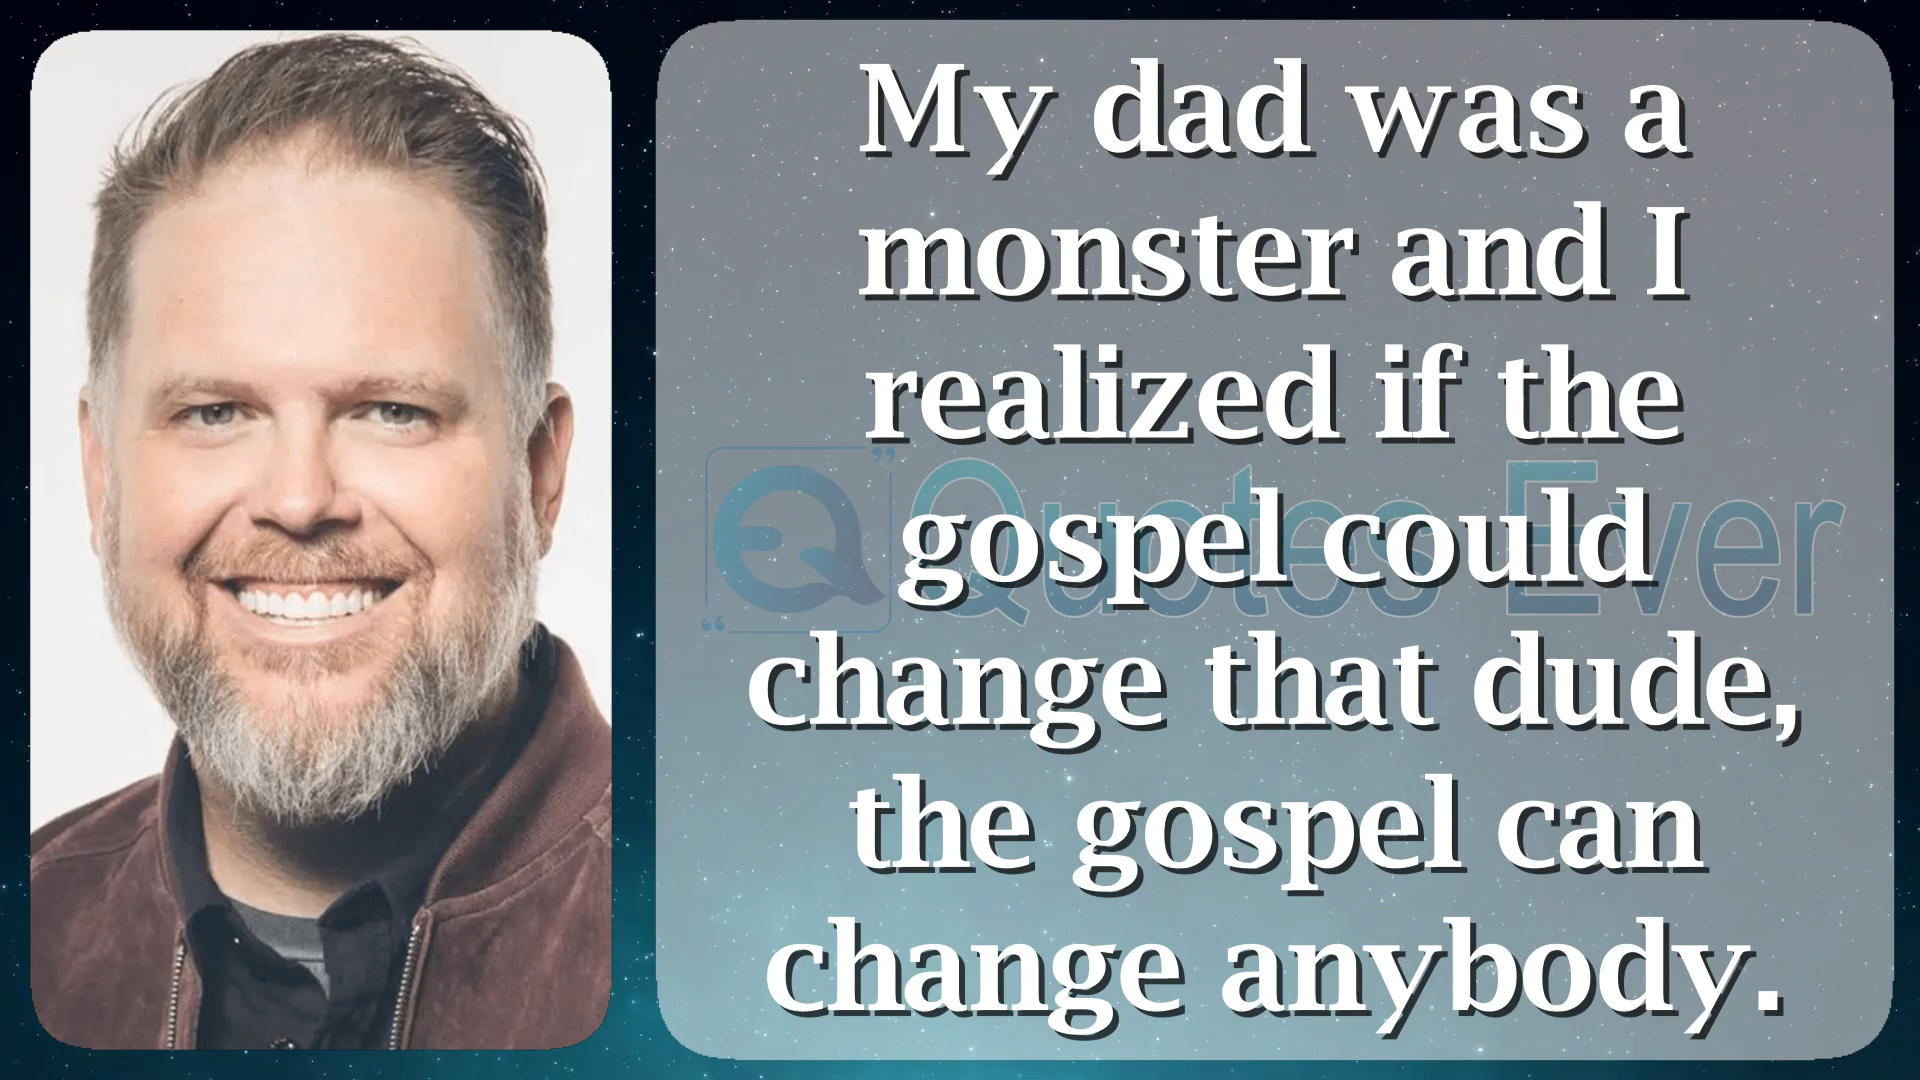 My dad was a
monster and I
realized if the
gospel could
change that dude,
the gospel can
change anybody.
EQ Quotes Ever